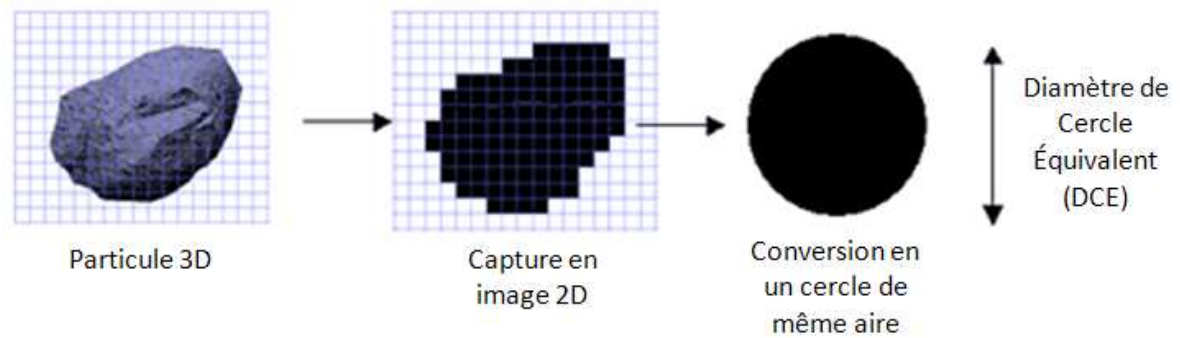 Particule 3D
Capture en
image 2D
Conversion en
un cercle de
même aire
Diamètre de
Cercle
Équivalent
(DCE)